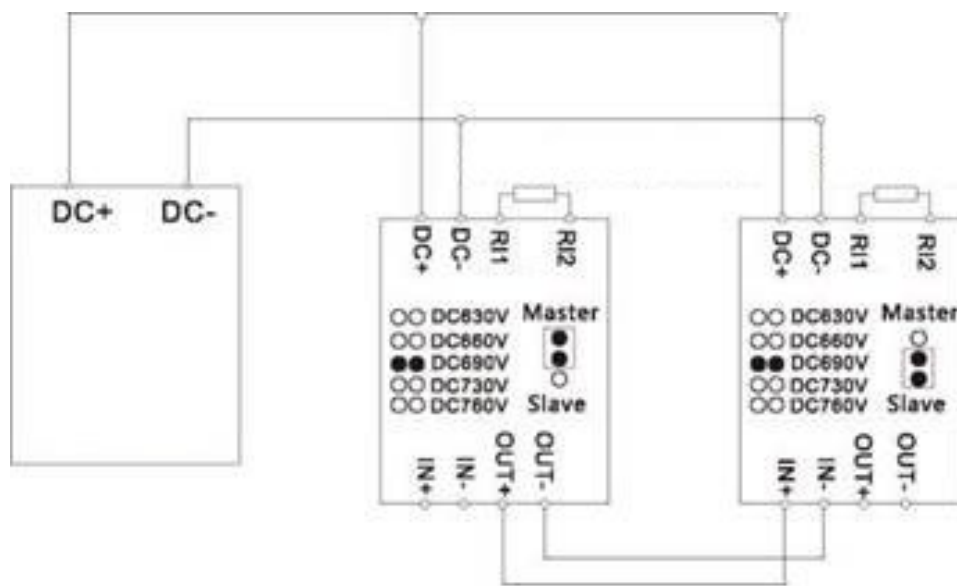 DC+ DC-
DC+ DC- RI1 RI2
DC630V
DC660V
DC690V
DC730V
DC760V
Master
Slave
IN+ IN- OUT+ OUT-
DC+ DC- RI1 RI2
DC630V
DC660V
DC690V
DC730V
DC760V
Master
Slave
IN+ IN- OUT+ OUT-